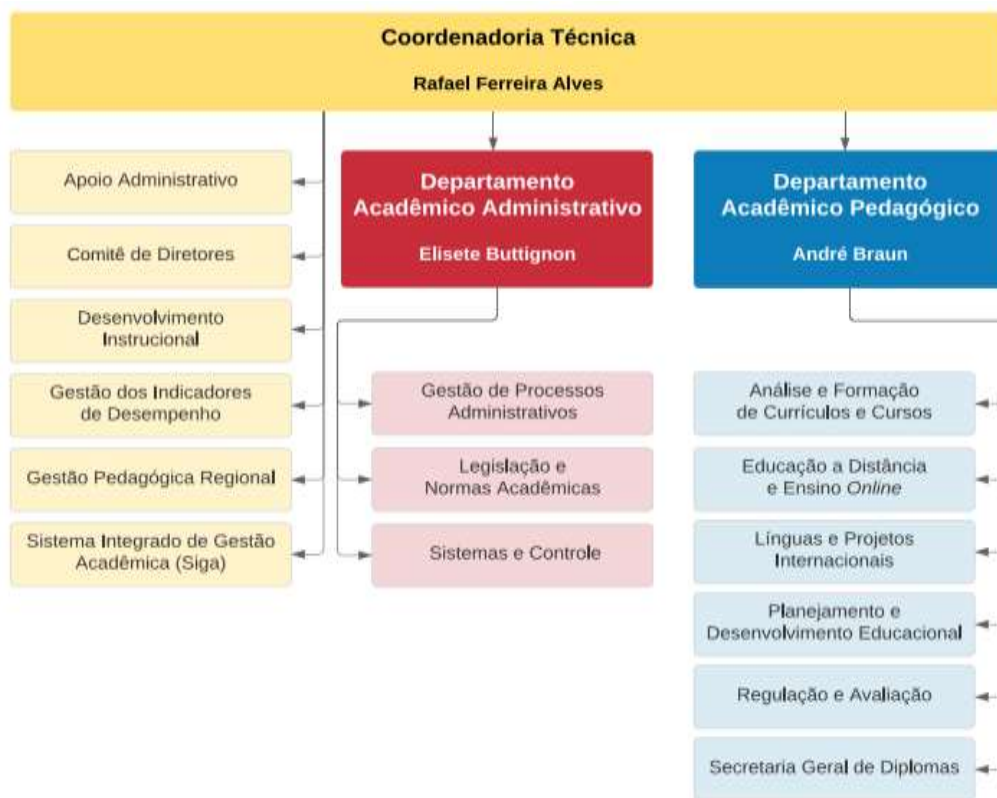 Coordenadoria Técnica
Rafael Ferreira Alves
Apoio Administrativo
Comitê de Diretores
Desenvolvimento
Instrucional
Gestão dos Indicadores
de Desempenho
Gestão Pedagógica Regional
Sistema Integrado de Gestão
Acadêmica (Siga)
Departamento
Acadêmico Administrativo
Elisete Buttignon
Gestão de Processos
Administrativos
Legislação e
Normas Acadêmicas
Sistemas e Controle
Departamento
Acadêmico Pedagógico
André Braun
Análise e Formação
de Currículos e Cursos
Educação a Distância
e Ensino Online
Línguas e Projetos
Internacionais
Planejamento e
Desenvolvimento Educacional
Regulação e Avaliação
Secretaria Geral de Diplomas